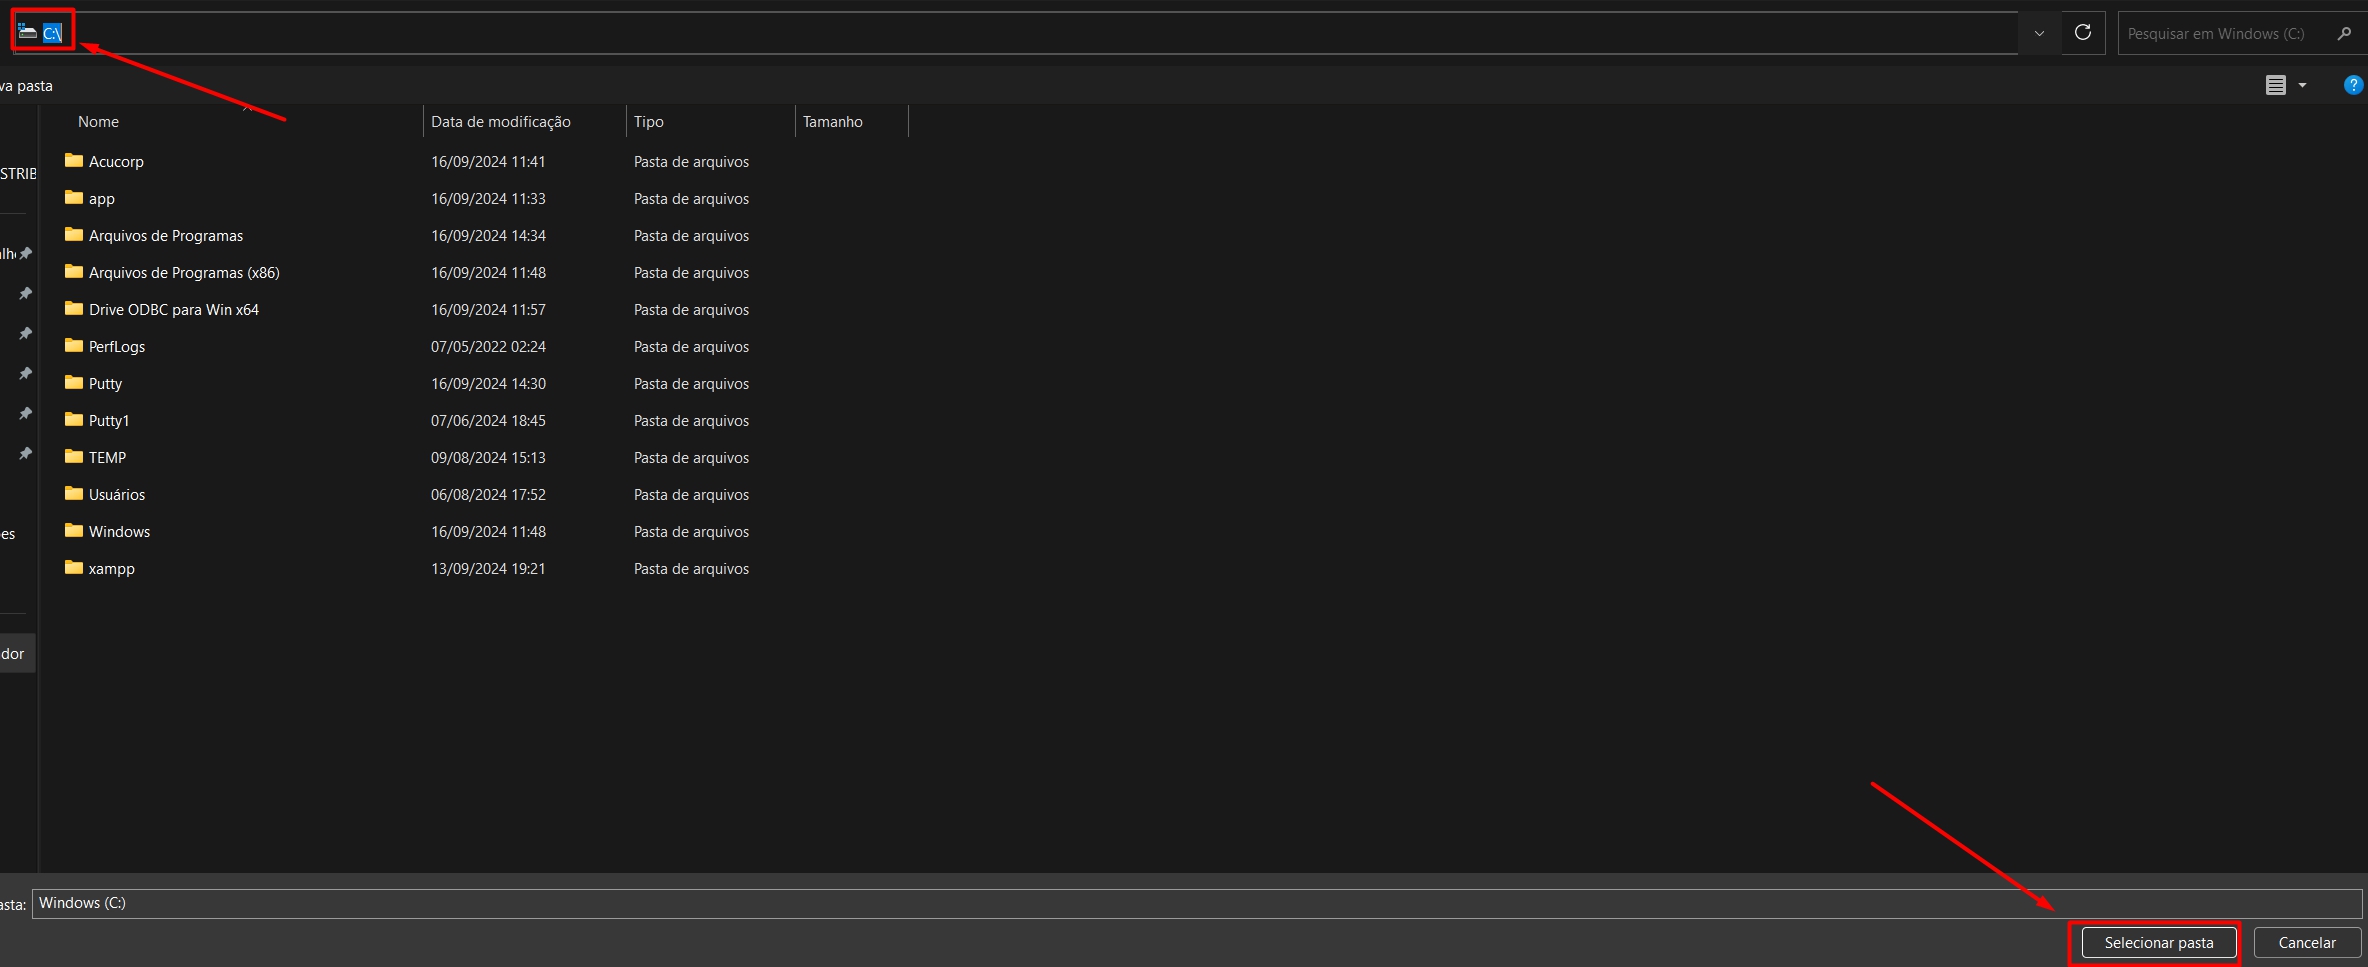 C:\
Pesquisar em Windows (C:)
va pasta
?
Nome Data de modificação Tipo Tamanho
Acucorp 16/09/2024 11:41 Pasta de arquivos
STRIB
app 16/09/2024 11:33 Pasta de arquivos
Arquivos de Programas 16/09/2024 14:34 Pasta de arquivos
alh
Arquivos de Programas (x86) 16/09/2024 11:48 Pasta de arquivos
Drive ODBC para Win x64 16/09/2024 11:57 Pasta de arquivos
PerfLogs 07/05/2022 02:24 Pasta de arquivos
Putty 16/09/2024 14:30 Pasta de arquivos
Putty1 07/06/2024 18:45 Pasta de arquivos
TEMP 09/08/2024 15:13 Pasta de arquivos
Usuários 06/08/2024 17:52 Pasta de arquivos
Windows 16/09/2024 11:48 Pasta de arquivos
es
xampp 13/09/2024 19:21 Pasta de arquivos
dor
asta: Windows (C:)
Selecionar pasta Cancelar